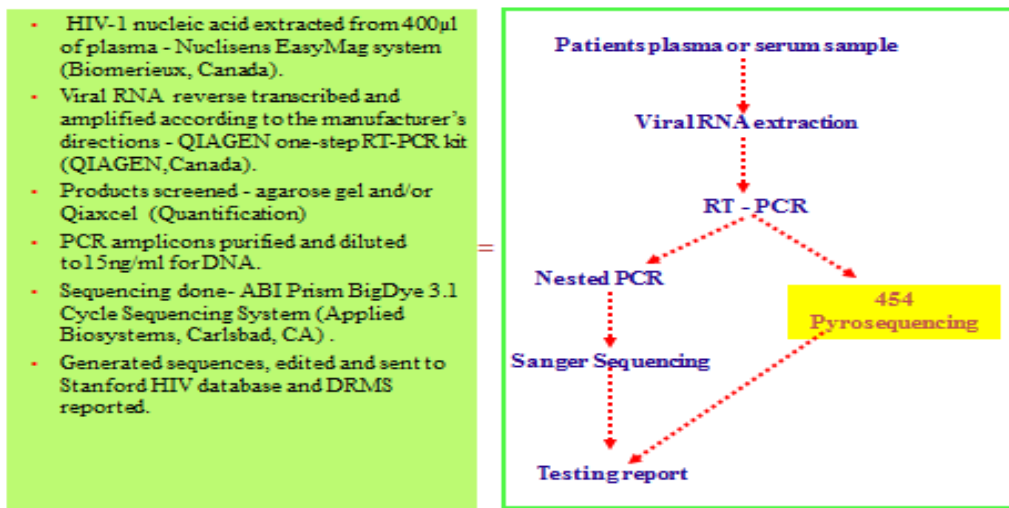 • HIV-1 nucleic acid extracted from 400µl
of plasma - Nuclisens EasyMag system
(Biomerieux, Canada).
• Viral RNA reverse transcribed and
amplified according to the manufacturer's
directions - QIAGEN one-step RT-PCR kit
(QIAGEN,Canada).
• Products screened - agarose gel and/or
Qiaxcel (Quantification)
• PCR amplicons purified and diluted
to15ng/ml for DNA.
• Sequencing done- ABI Prism BigDye 3.1
Cycle Sequencing System (Applied
Biosystems, Carlsbad, CA) .
• Generated sequences, edited and sent to
Stanford HIV database and DRMS
reported.
=
Patients plasma or serum sample
Viral RNA extraction
RT - PCR
Nested PCR
454
Pyrosequencing
Sanger Sequencing
Testing report